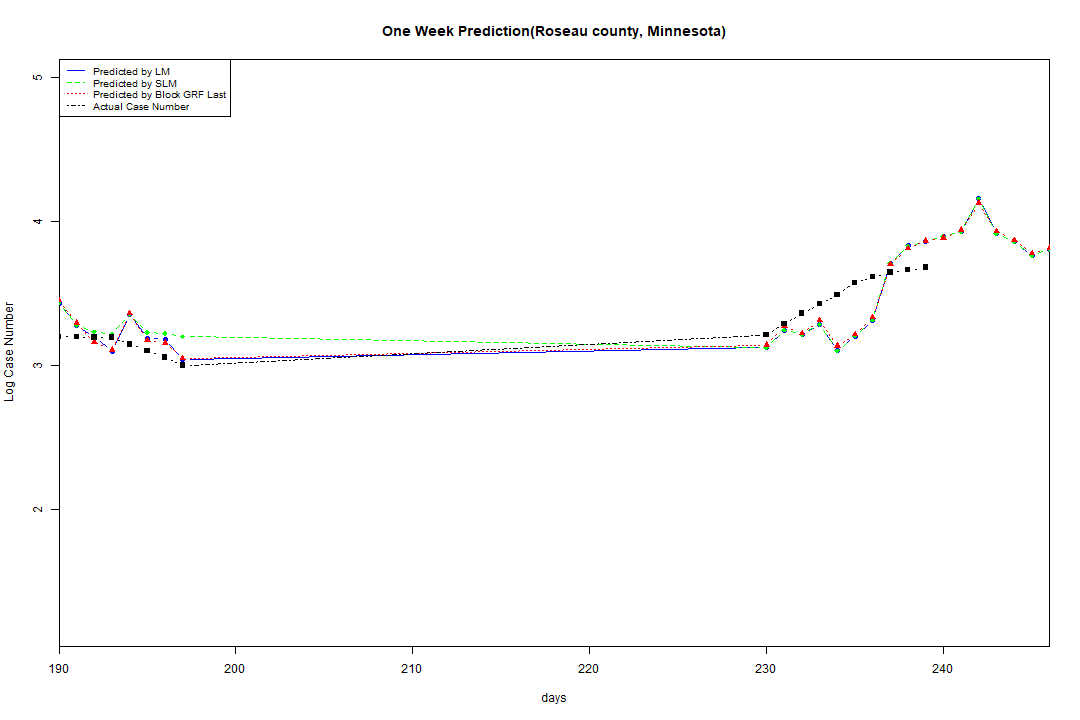 One Week Prediction(Roseau county, Minnesota)
Predicted by LM
Predicted by SLM
Predicted by Block GRF Last
Actual Case Number
5
4
3
2
Log Case Number
190 200 210 220 230 240
days